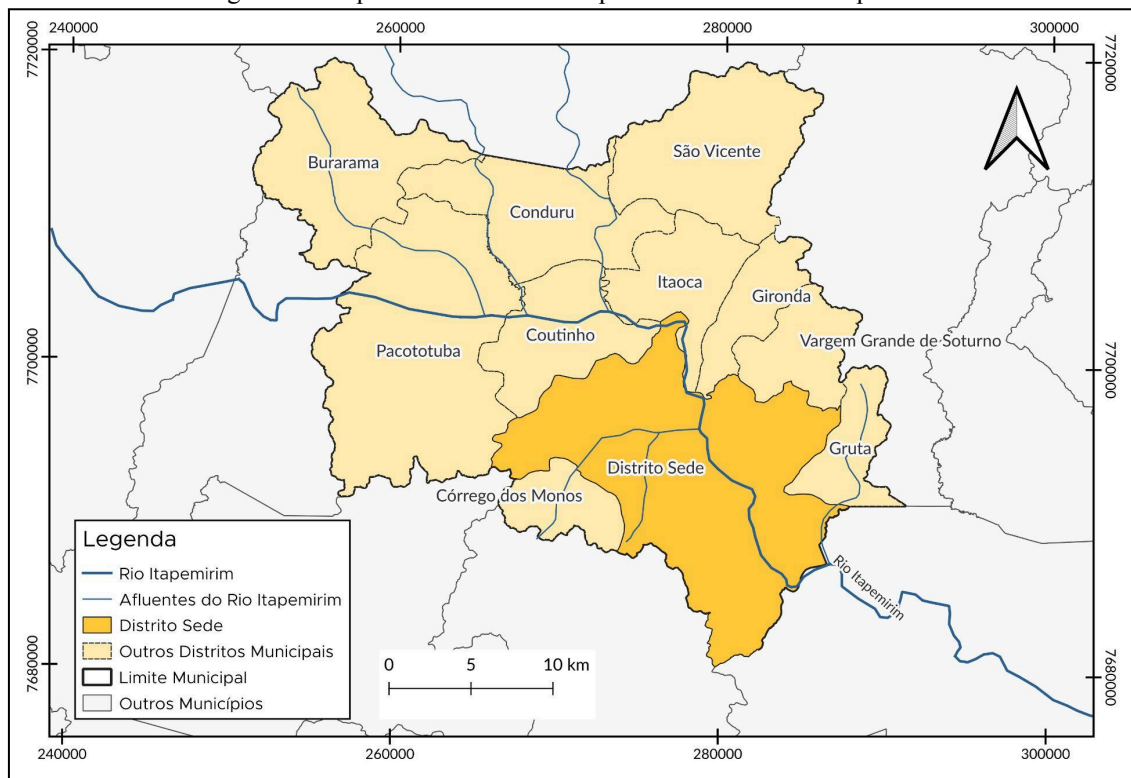 240000
260000
280000
300000
7720000
7720000
São Vicente
Burarama
Conduru
Itaoca
Gironda
Coutinho
Vargem Grande de Soturno
Pacototuba
7700000
7700000
Gruta
Distrito Sede
Córrego dos Monos
Rio Itapemirim
Legenda
Rio Itapemirim
Afluentes do Rio Itapemirim
Distrito Sede
Outros Distritos Municipais
Limite Municipal
Outros Municípios
0 5 10 km
7680000
7680000
240000
260000
280000
300000